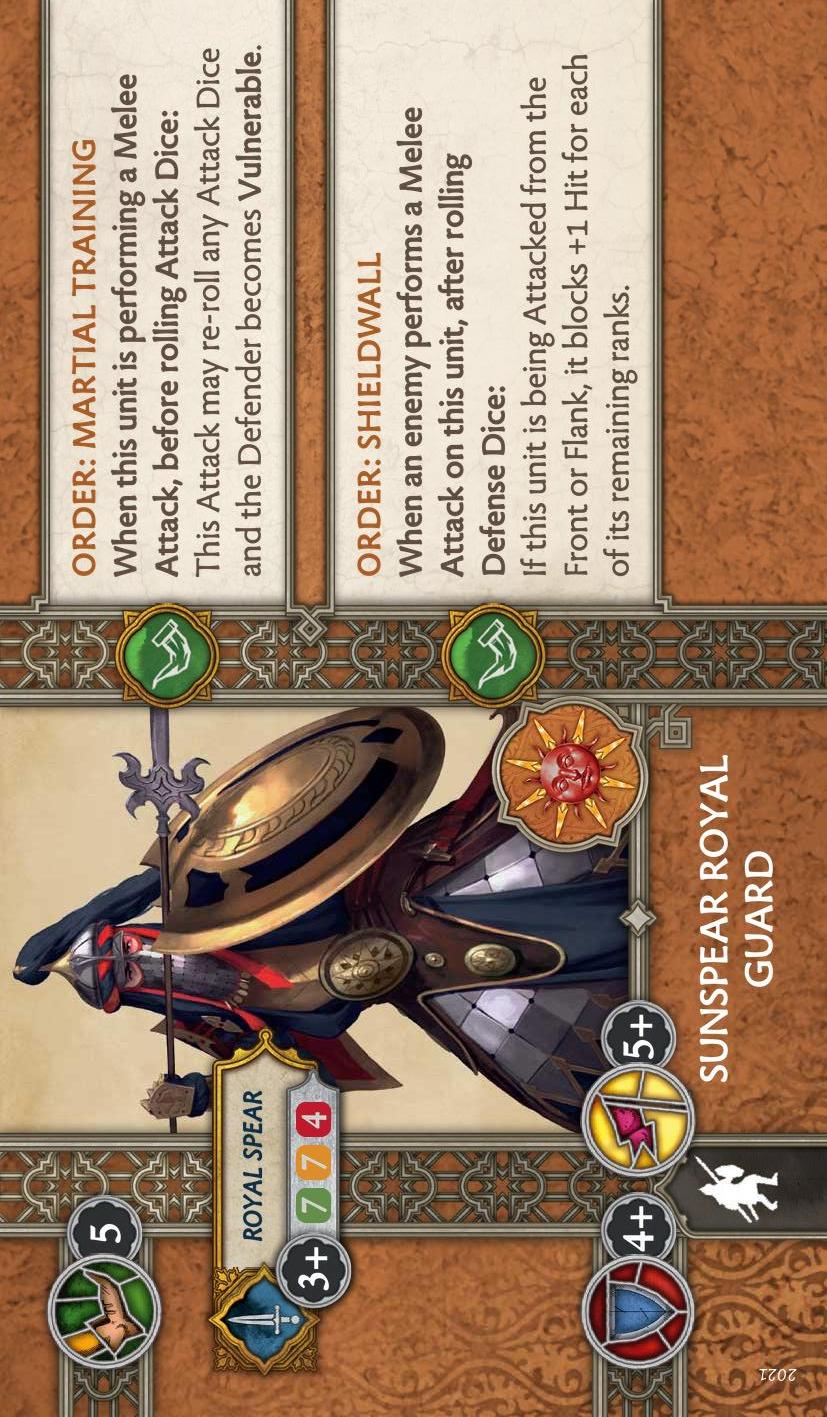 5
ROYAL SPEAR
3+
7 7 4
4+
5+
SUNSPEAR ROYAL
GUARD
ORDER: MARTIAL TRAINING
When this unit is performing a Melee
Attack, before rolling Attack Dice:
This Attack may re-roll any Attack Dice
and the Defender becomes Vulnerable.
ORDER: SHIELDWALL
When an enemy performs a Melee
Attack on this unit, after rolling
Defense Dice:
If this unit is being Attacked from the
Front or Flank, it blocks +1 Hit for each
of its remaining ranks.
2021